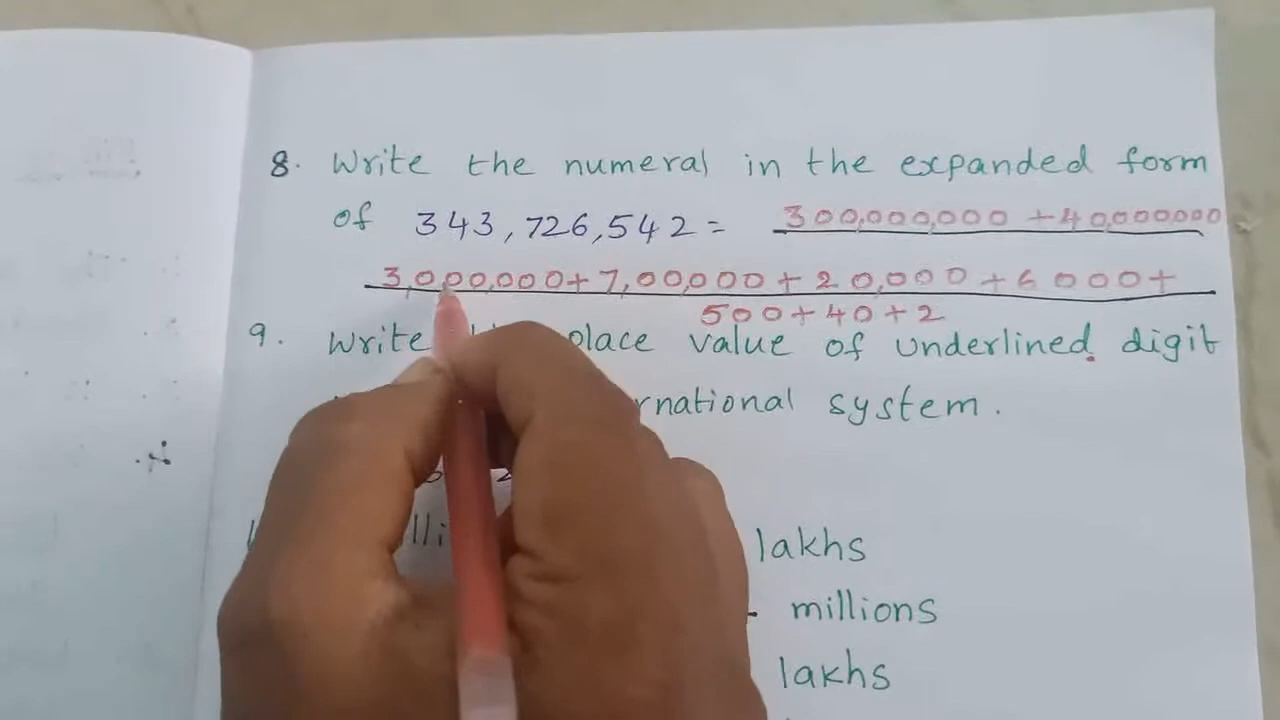 8. Write the numeral in the expanded form
of 343,726,542 = 300,000,000 +40,000000
3,000,000+ 7,00,000 + 20,000 + 6000+
500+40+2
9. Write place value of underlined digit
system.
lakhs
millions
lakhs